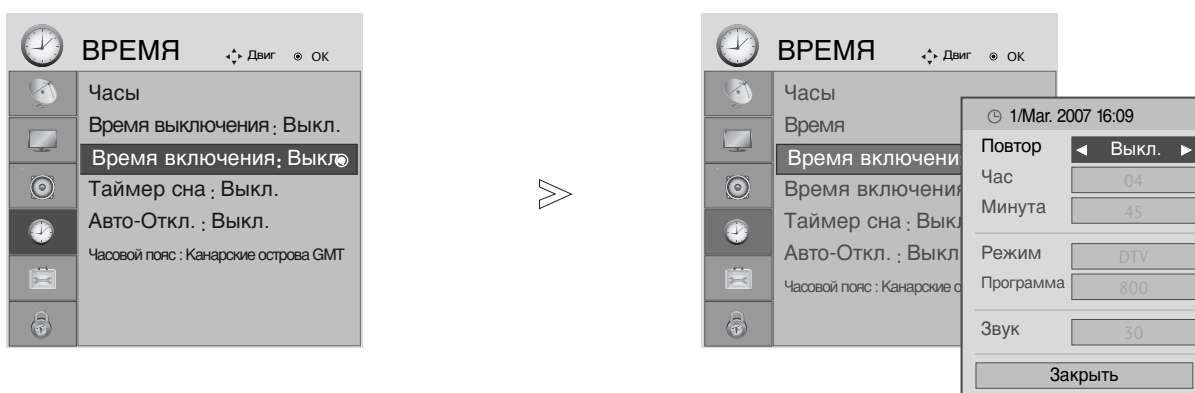 ВРЕМЯ Двиг ОК
Часы
Время выключения : Выкл.
Время включения: Выкл
Таймер сна : Выкл.
Авто-Откл. : Выкл.
Часовой пояс : Канарские острова GMT
ВРЕМЯ Двиг ОК
Часы
Время
Время включени
Время включения
Таймер сна : Выкл
Авто-Откл. : Выкл
Часовой пояс : Канарские о
1/Mar. 2007 16:09
Повтор ◄ Выкл. ►
Час 04
Минута 45
Режим DTV
Программа 800
Звук 30
Закрыть